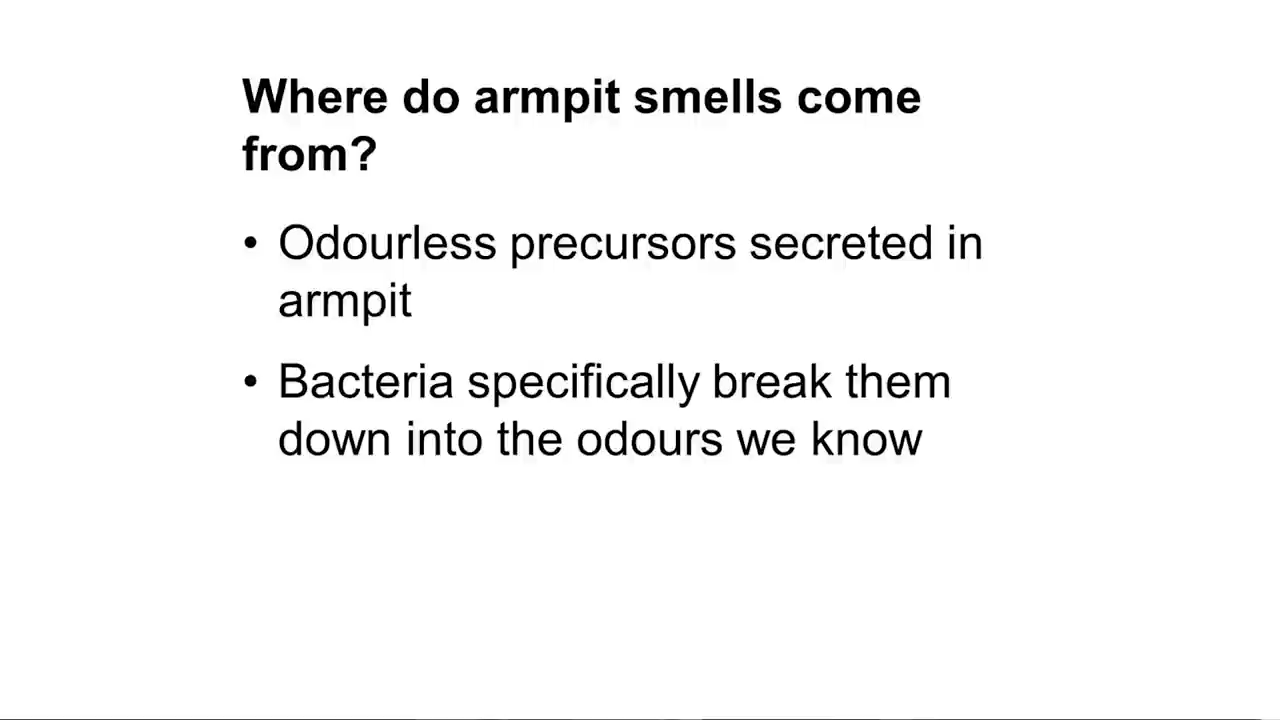 Where do armpit smells come
from?
• Odourless precursors secreted in
armpit
• Bacteria specifically break them
down into the odours we know